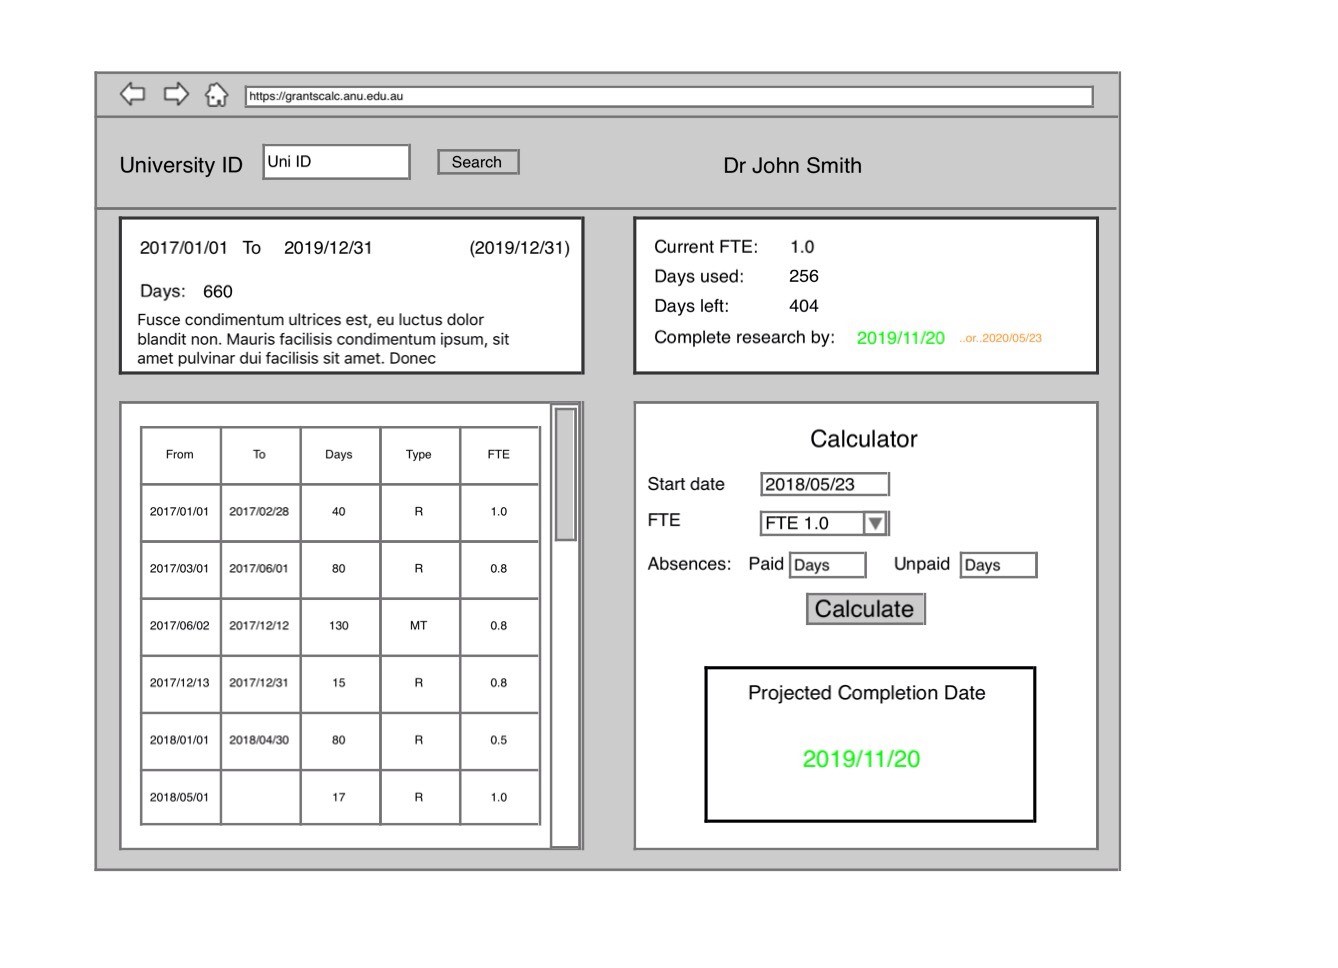 https://grantscalc.anu.edu.au
University ID Uni ID Search Dr John Smith
2017/01/01 To 2019/12/31 (2019/12/31)
Days: 660
Fusce condimentum ultrices est, eu luctus dolor
blandit non. Mauris facilisis condimentum ipsum, sit
amet pulvinar dui facilisis sit amet. Donec
Current FTE: 1.0
Days used: 256
Days left: 404
Complete research by: 2019/11/20 ..or..2020/05/23
From To Days Type FTE
2017/01/01 2017/02/28 40 R 1.0
2017/03/01 2017/06/01 80 R 0.8
2017/06/02 2017/12/12 130 MT 0.8
2017/12/13 2017/12/31 15 R 0.8
2018/01/01 2018/04/30 80 R 0.5
2018/05/01 17 R 1.0
Calculator
Start date 2018/05/23
FTE FTE 1.0
Absences: Paid Days Unpaid Days
Calculate
Projected Completion Date
2019/11/20